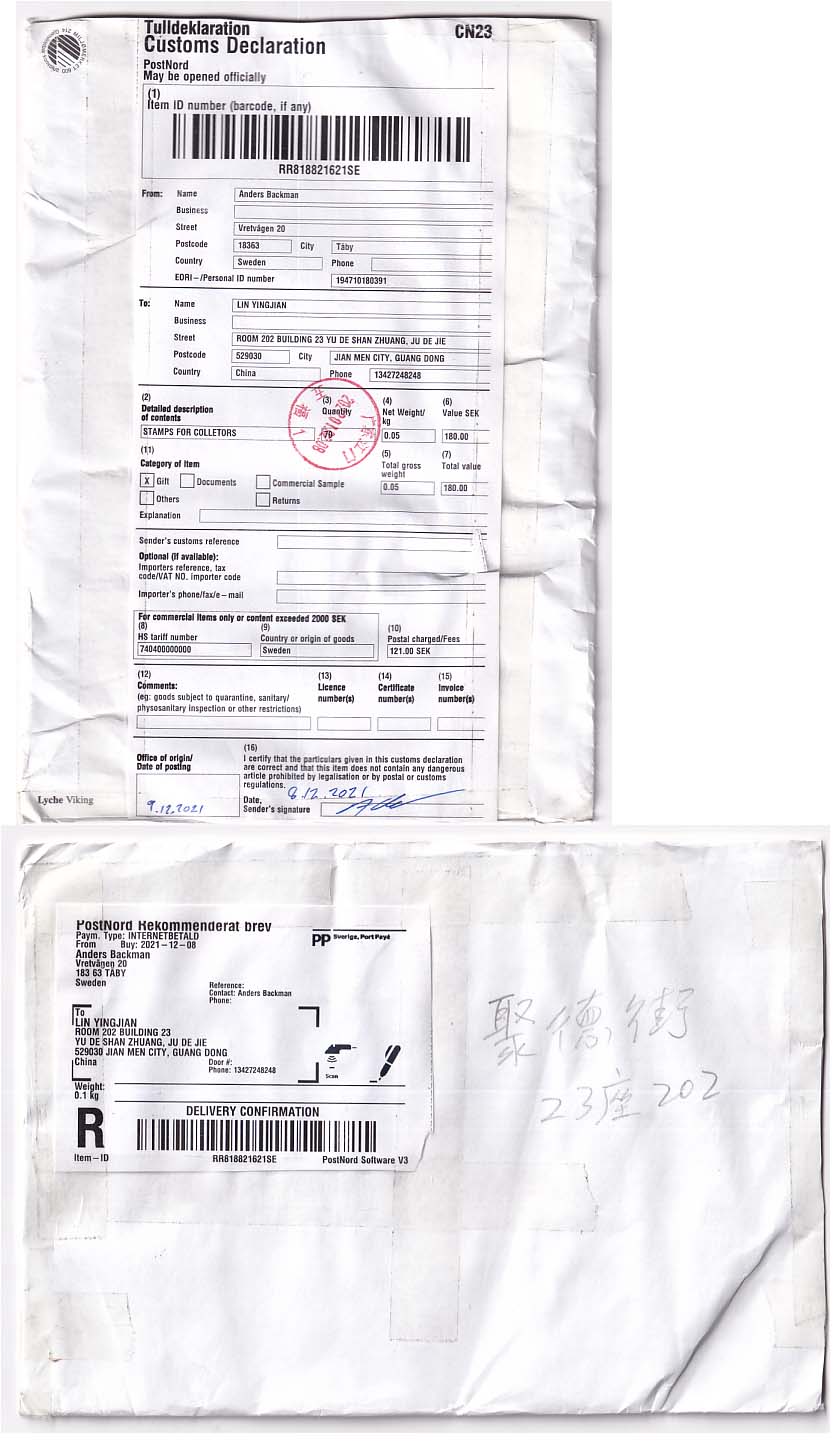 Tulldeklaration
Customs Declaration
CN23
PostNord
May be opened officially
(1)
Item ID number (barcode, if any)
RR818821621SE
From: Name Anders Backman
Business
Street Vretvägen 20
Postcode 18363 City Täby
Country Sweden Phone
EORI-/Personal ID number 194710180391
To: Name LIN YINGJIAN
Business
Street ROOM 202 BUILDING 23 YU DE SHAN ZHUANG, JU DE JIE
Postcode 529030 City JIAN MEN CITY, GUANG DONG
Country China Phone 13427248248
(2) (3) (4) (6)
Detailed description of contents Quantity Net Weight/kg Value SEK
STAMPS FOR COLLETORS 70 0.05 180.00
(11) (5) (7)
Category of item Total gross weight Total value
X Gift Documents Commercial Sample 0.05 180.00
Others Returns
Explanation
Sender's customs reference
Optional (if available):
Importers reference, tax
code/VAT NO. importer code
Importer's phone/fax/e-mail
For commercial items only or content exceeded 2000 SEK
(8) (9) (10)
HS tariff number Country or origin of goods Postal charged/Fees
740400000000 Sweden 121.00 SEK
(12) (13) (14) (15)
Comments: Licence number(s) Certificate number(s) Invoice number(s)
(eg: goods subject to quarantine, sanitary/
physosanitary inspection or other restrictions)
Office of origin/
Date of posting
9.12.2021
(16)
I certify that the particulars given in this customs declaration
are correct and that this item does not contain any dangerous
article prohibited by legalisation or by postal or customs
regulations.
8.12.2021
Date,
Sender's signature
Lyche Viking
PostNord Rekommenderat brev
Paym. Type: INTERNETBETALD
From Buy: 2021-12-08
Anders Backman
Vretvägen 20
183 63 TÄBY
Sweden
PP Sverige, Port Payé
Reference:
Contact: Anders Backman
Phone:
To
LIN YINGJIAN
ROOM 202 BUILDING 23
YU DE SHAN ZHUANG, JU DE JIE
529030 JIAN MEN CITY, GUANG DONG
China Door #:
Phone: 13427248248
Scan
Weight:
0.1 kg
R
DELIVERY CONFIRMATION
Item-ID RR818821621SE PostNord Software V3
聚德街
23座202